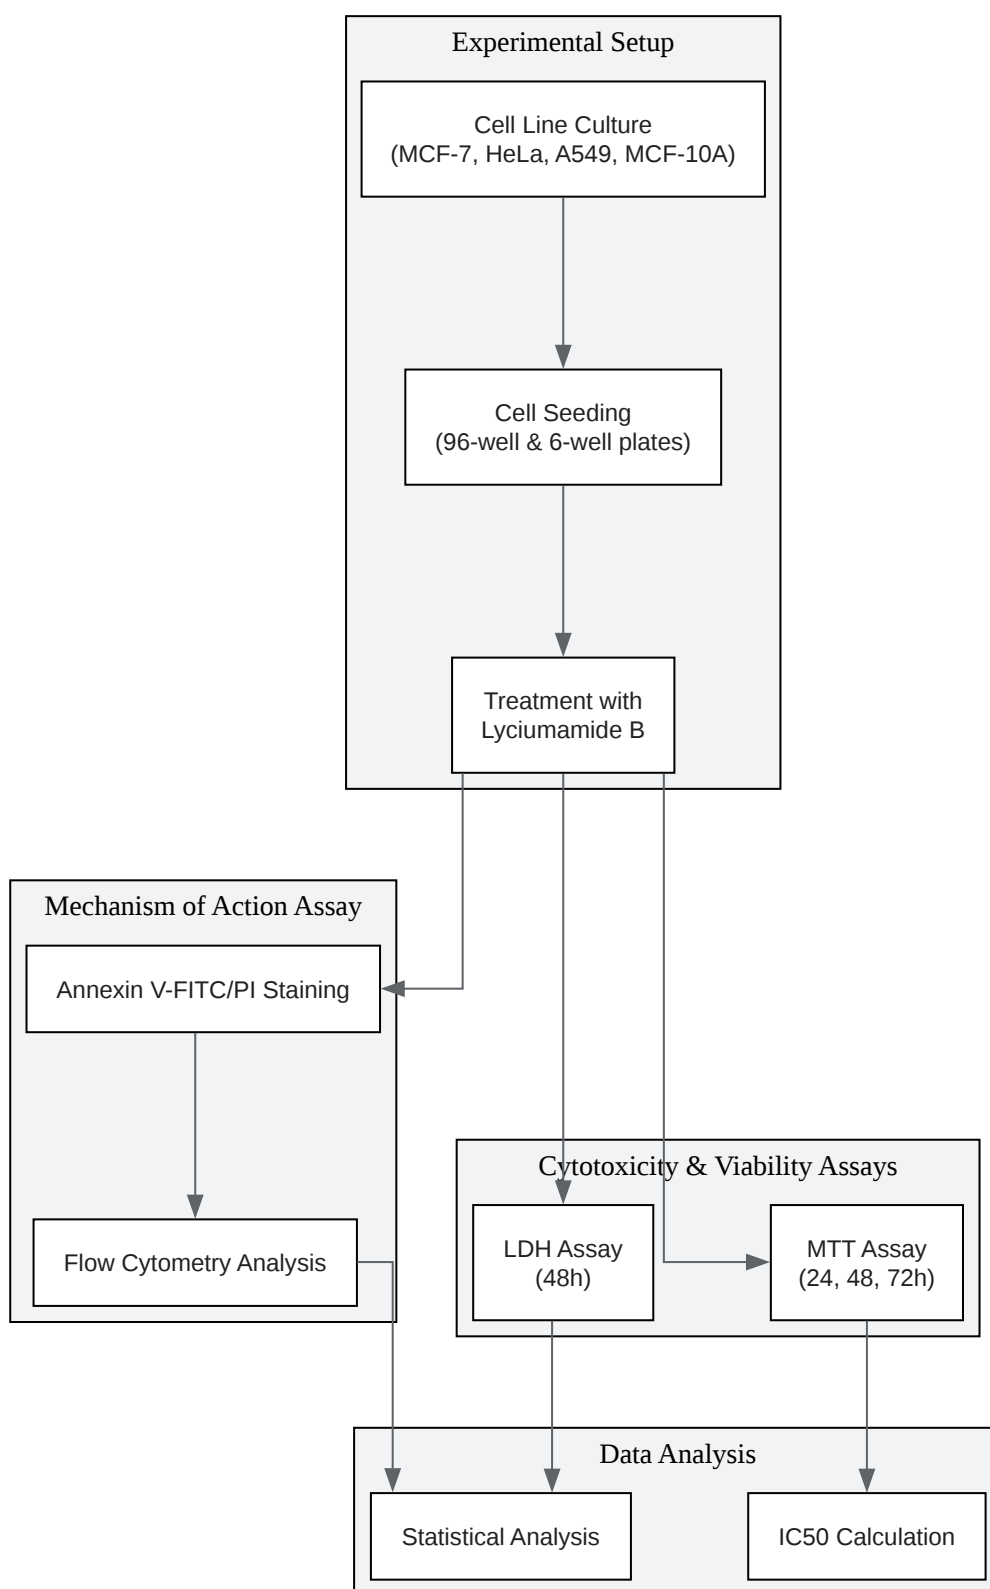 Experimental Setup
Cell Line Culture
(MCF-7, HeLa, A549, MCF-10A)
Cell Seeding
(96-well & 6-well plates)
Treatment with
Lyciumamide B
Mechanism of Action Assay
Annexin V-FITC/PI Staining
Flow Cytometry Analysis
Cytotoxicity & Viability Assays
LDH Assay
(48h)
MTT Assay
(24, 48, 72h)
Data Analysis
Statistical Analysis
IC50 Calculation